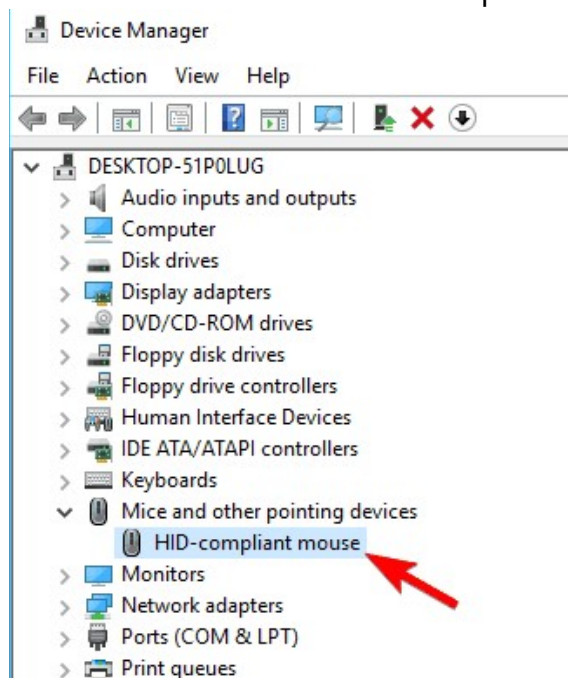 Device Manager
File Action View Help
DESKTOP-51P0LUG
Audio inputs and outputs
Computer
Disk drives
Display adapters
DVD/CD-ROM drives
Floppy disk drives
Floppy drive controllers
Human Interface Devices
IDE ATA/ATAPI controllers
Keyboards
Mice and other pointing devices
HID-compliant mouse
Monitors
Network adapters
Ports (COM & LPT)
Print queues